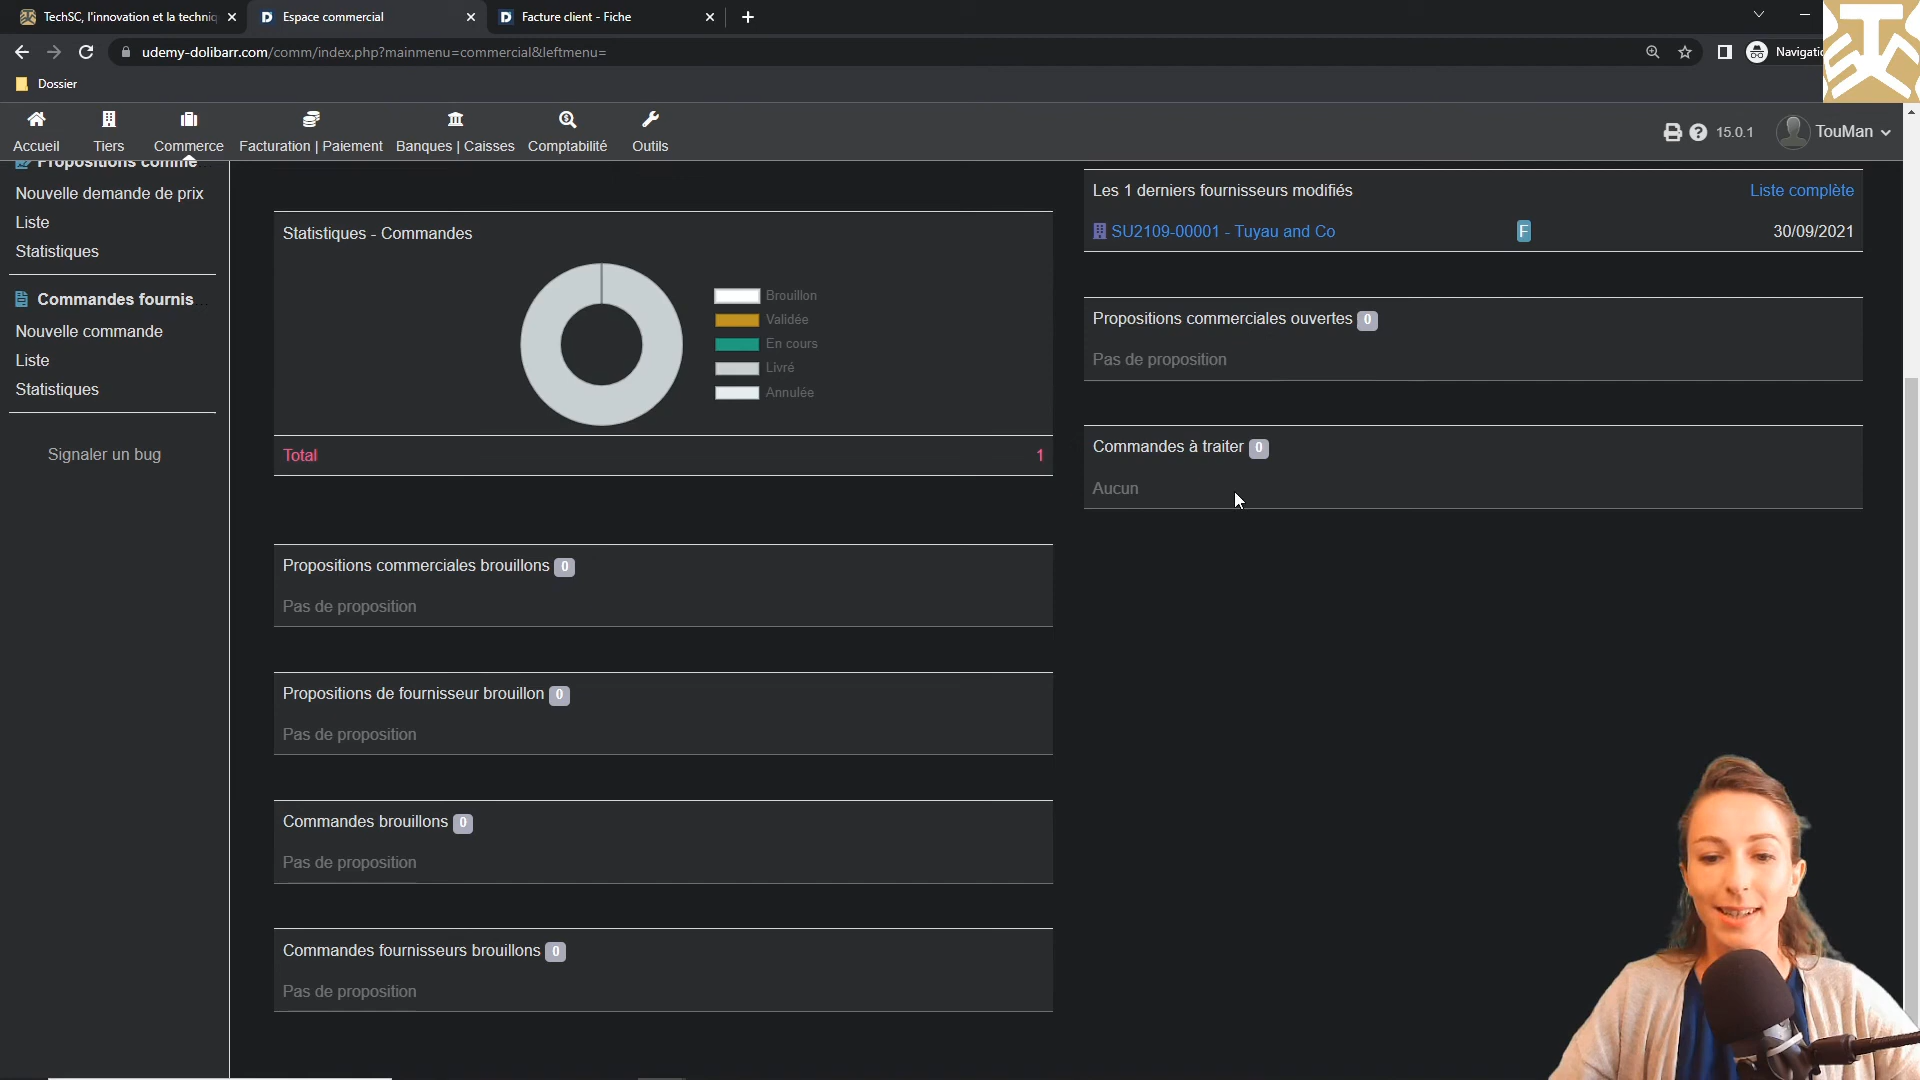 TechSC, l'innovation et la techniq
Espace commercial
Facture client - Fiche
udemy-dolibarr.com/comm/index.php?mainmenu=commercial&leftmenu=
Dossier
Accueil
Tiers
Commerce
Facturation | Paiement
Banques | Caisses
Comptabilité
Outils
15.0.1
TouMan
Propositions comme
Nouvelle demande de prix
Liste
Statistiques
Commandes fournis
Nouvelle commande
Liste
Statistiques
Signaler un bug
Statistiques - Commandes
Brouillon
Validée
En cours
Livré
Annulée
Total 1
Propositions commerciales brouillons 0
Pas de proposition
Propositions de fournisseur brouillon 0
Pas de proposition
Commandes brouillons 0
Pas de proposition
Commandes fournisseurs brouillons 0
Pas de proposition
Les 1 derniers fournisseurs modifiés Liste complète
SU2109-00001 - Tuyau and Co F 30/09/2021
Propositions commerciales ouvertes 0
Pas de proposition
Commandes à traiter 0
Aucun